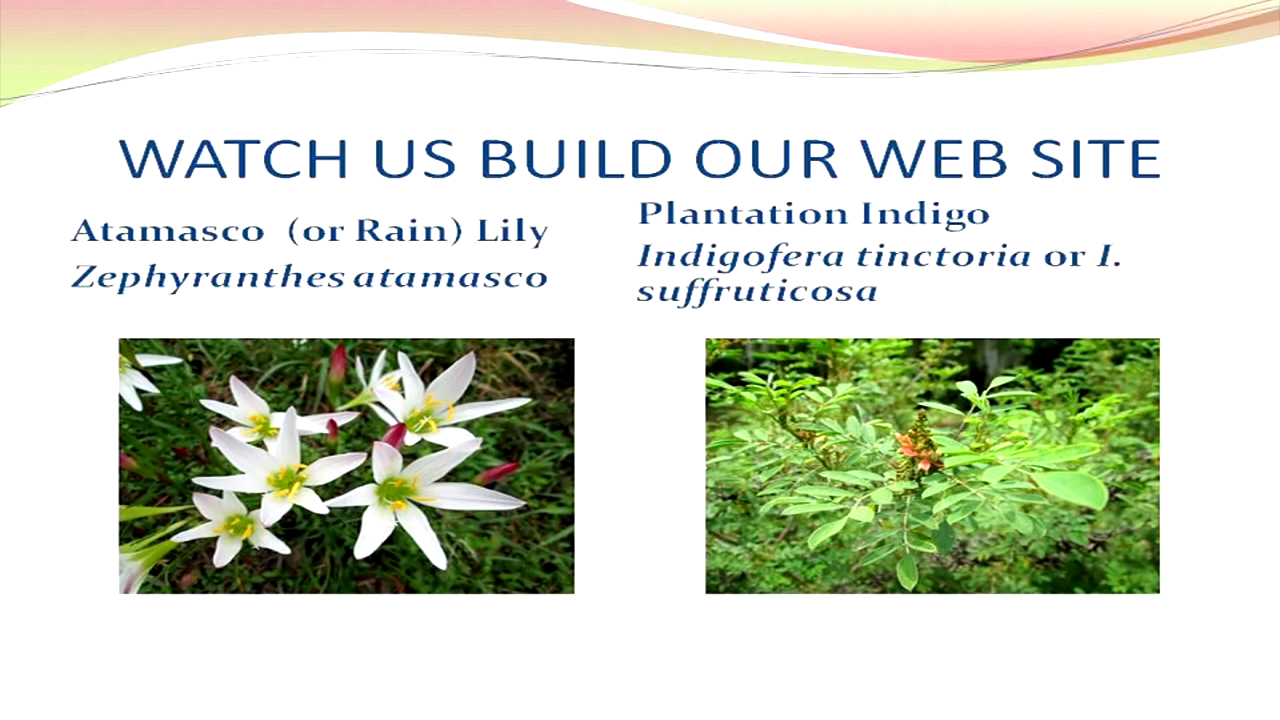 WATCH US BUILD OUR WEB SITE
Atamasco (or Rain) Lily
Zephyranthes atamasco
Plantation Indigo
Indigofera tinctoria or I.
suffruticosa